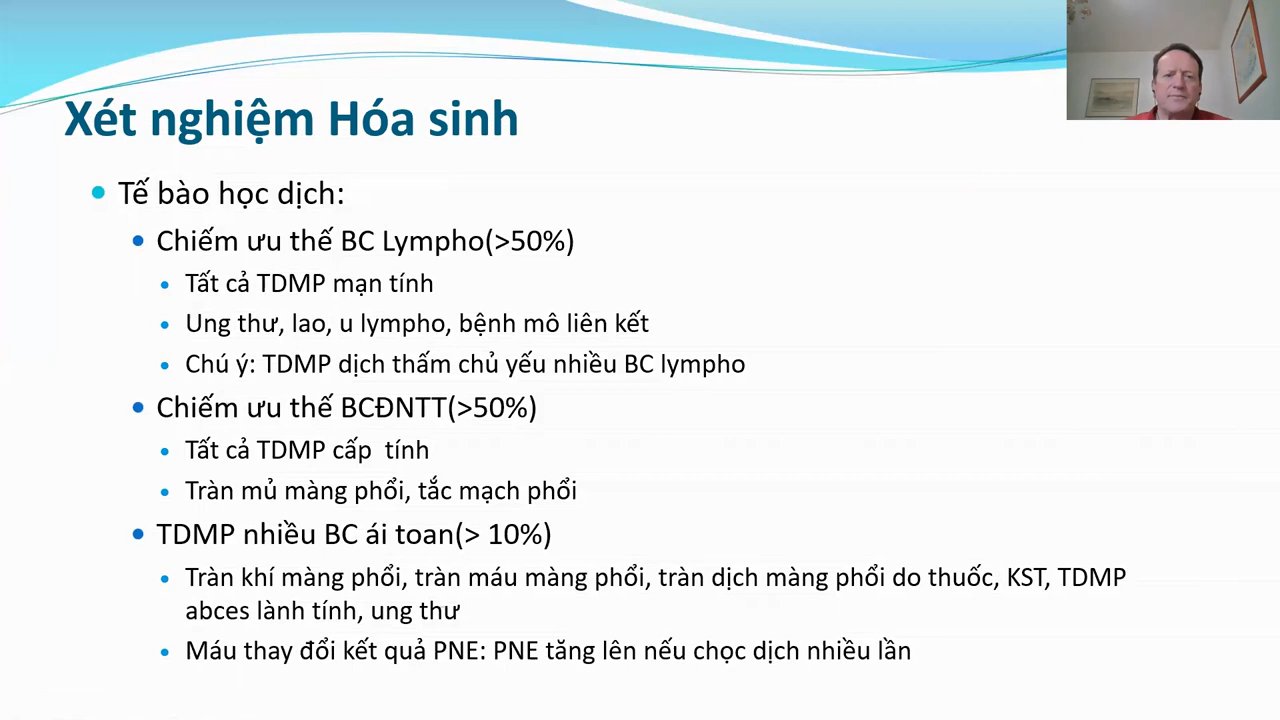 Xét nghiệm Hóa sinh
Tế bào học dịch:
Chiếm ưu thế BC Lympho(>50%)
Tất cả TDMP mạn tính
Ung thư, lao, u lympho, bệnh mô liên kết
Chú ý: TDMP dịch thấm chủ yếu nhiều BC lympho
Chiếm ưu thế BCĐNTT(>50%)
Tất cả TDMP cấp  tính
Tràn mủ màng phổi, tắc mạch phổi
TDMP nhiều BC ái toan(> 10%)
Tràn khí màng phổi, tràn máu màng phổi, tràn dịch màng phổi do thuốc, KST, TDMP
abces lành tính, ung thư
Máu thay đổi kết quả PNE: PNE tăng lên nếu chọc dịch nhiều lần